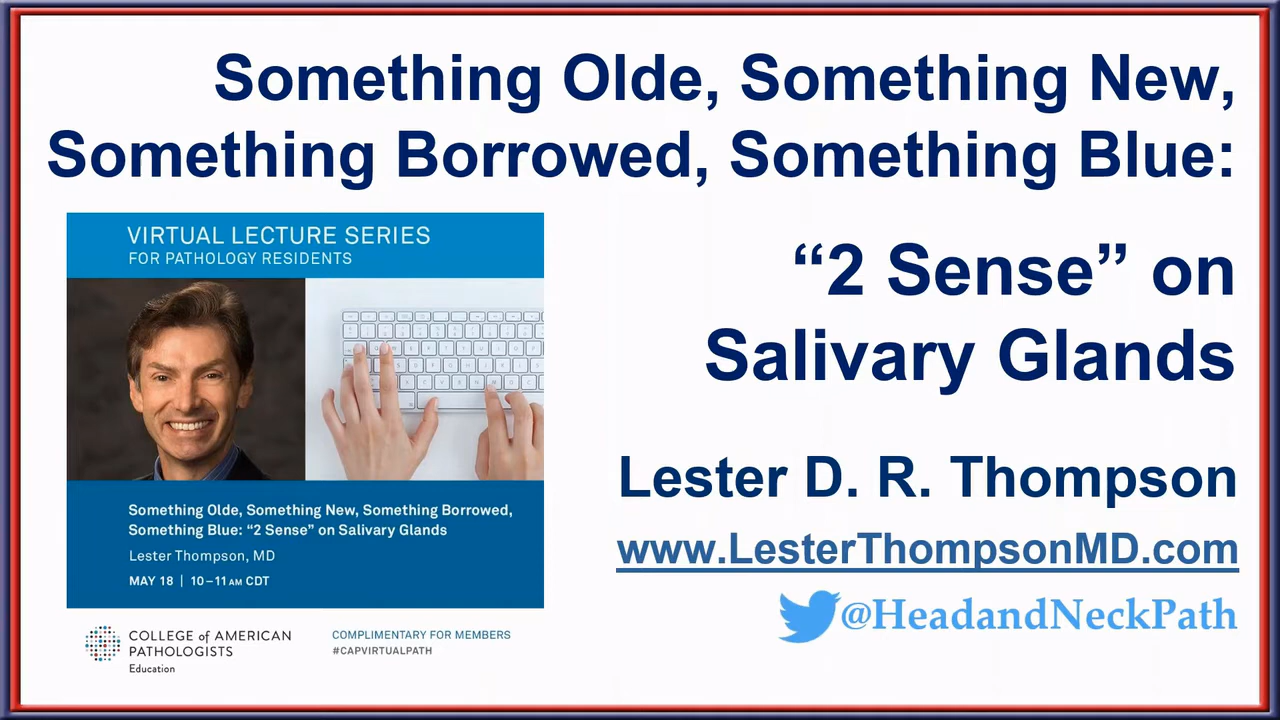 Something Olde, Something New,
Something Borrowed, Something Blue:
“2 Sense” on
Salivary Glands
Lester D. R. Thompson
www.LesterThompsonMD.com
@HeadandNeckPath
VIRTUAL LECTURE SERIES
FOR PATHOLOGY RESIDENTS
Something Olde, Something New, Something Borrowed,
Something Blue: “2 Sense” on Salivary Glands
Lester Thompson, MD
MAY 18 | 10–11 AM CDT
COLLEGE of AMERICAN
PATHOLOGISTS
Education
COMPLIMENTARY FOR MEMBERS
#CAPVIRTUALPATH